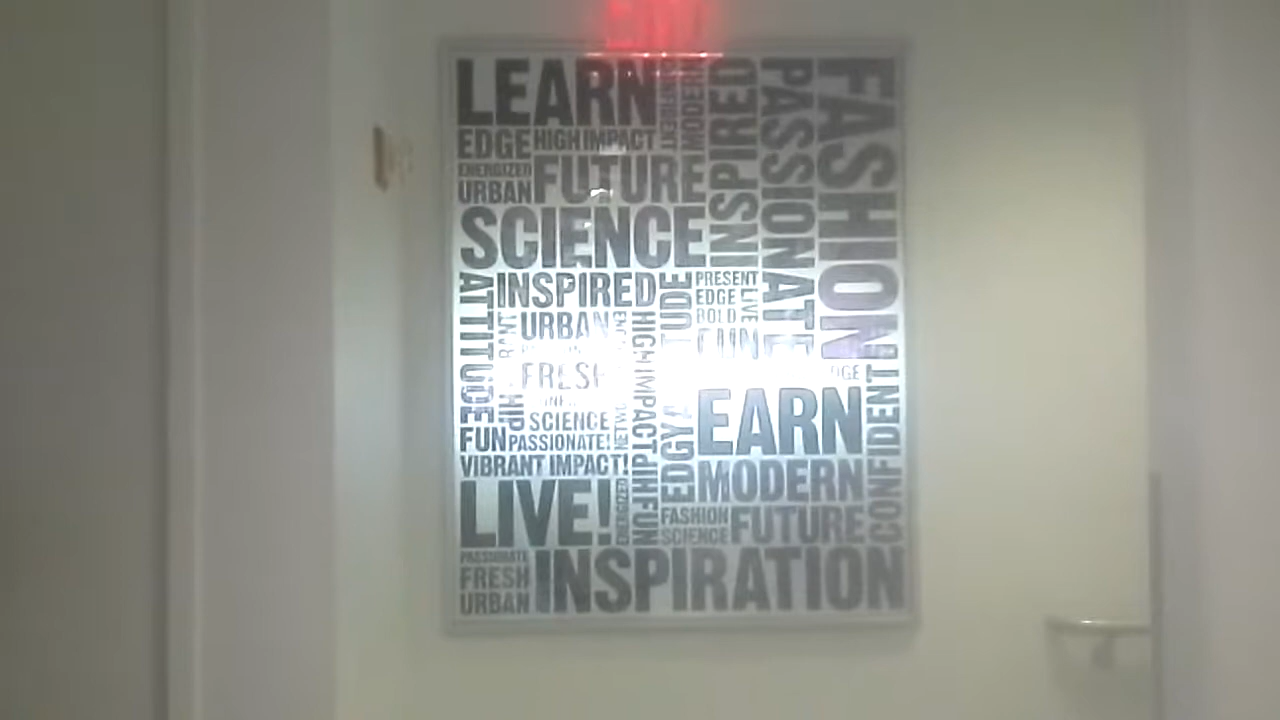 LEARN
EDGE
HIGH IMPACT
ENERGIZED
URBAN
FUTURE
MODERN
INSPIRED
PASSIONATE
FASHION
SCIENCE
ATTITUDE
INSPIRED
URBAN
HIGH IMPACT
PRESENT
EDGE
LIVE
BOLD
FUN
FRESH
SCIENCE
FUN
PASSIONATE!
VIBRANT IMPACT!
EDGY
EARN
MODERN
CONFIDENT
LIVE!
ENERGIZED
FUN
FASHION
SCIENCE
FUTURE
PASSIONATE
FRESH
URBAN
INSPIRATION